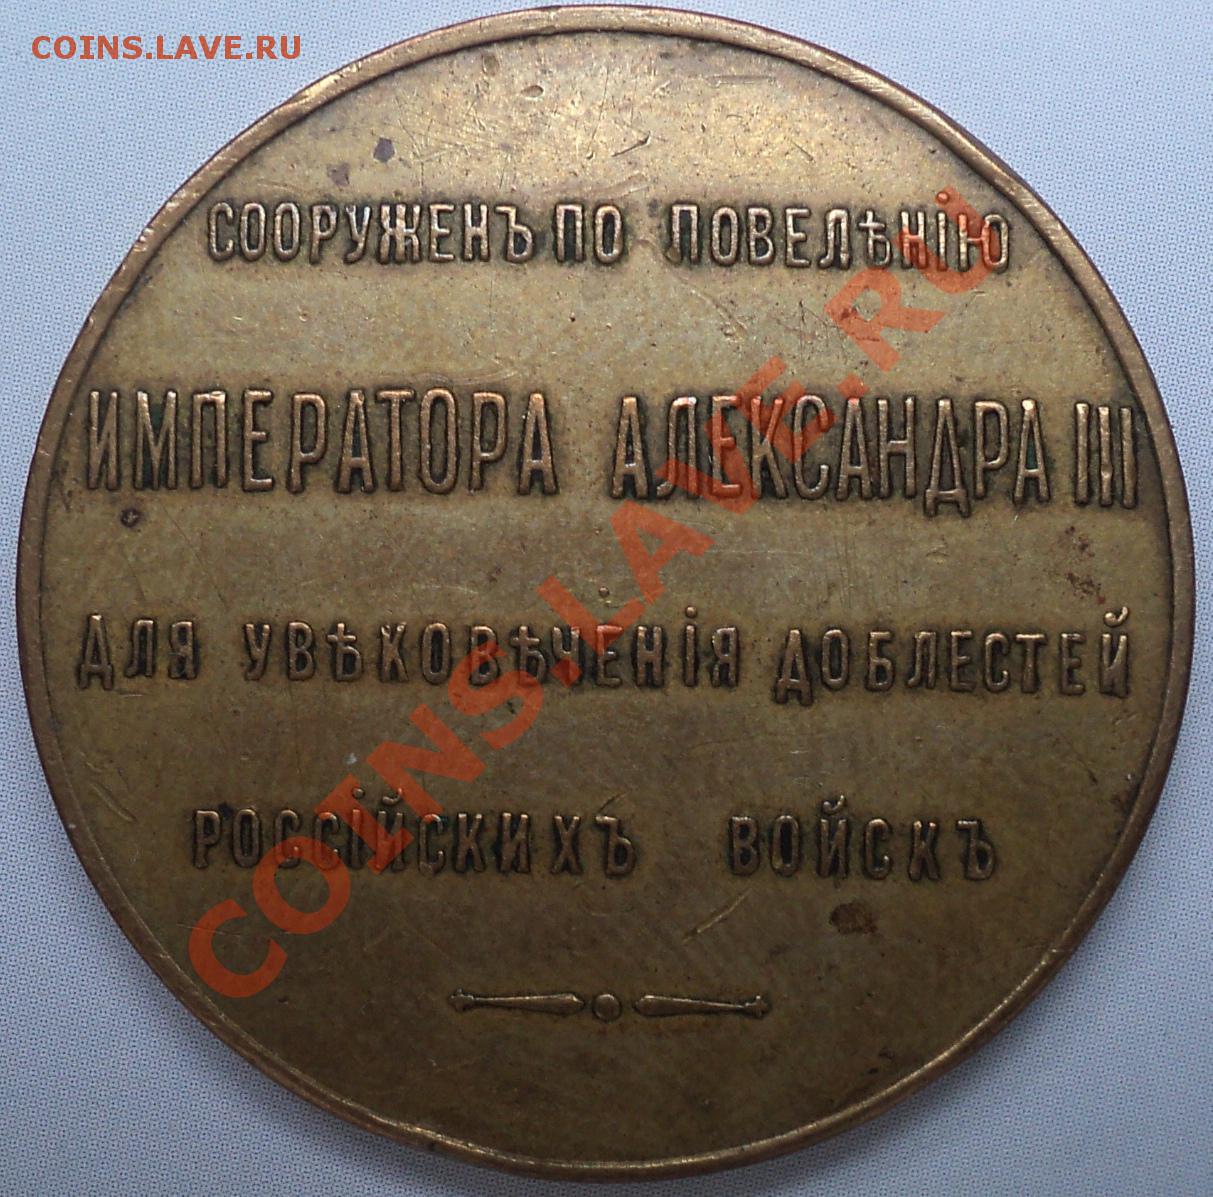 COINS.LAVE.RU
СООРУЖЕНЪ ПО ПОВЕЛѢНІЮ
ИМПЕРАТОРА АЛЕКСАНДРА III
ДЛЯ УВѢКОВѢЧЕНІЯ ДОБЛЕСТЕЙ
РОССІЙСКИХЪ ВОЙСКЪ
COINS.LAVE.RU